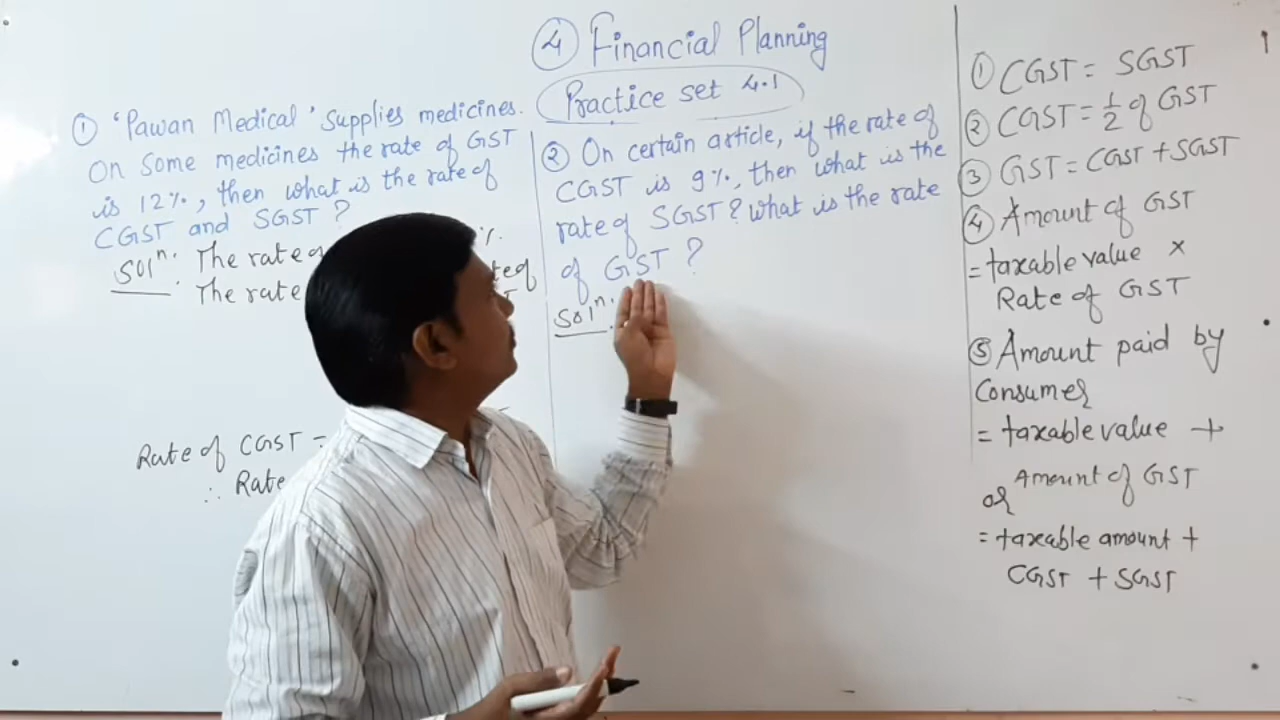 ④ Financial Planning
Practice set 4.1
① 'Pawan Medical' Supplies medicines.
On Some medicines the rate of GST
is 12%, then what is the rate of
CGST and SGST ?
Solⁿ. The rate of %.
The rate rate of
Rate of CGST =
∴ Rate
② On certain article, if the rate of
CGST is 9%, then what is the
rate of SGST? What is the rate
of GST ?
Solⁿ.
① CGST = SGST
② CGST = 1/2 of GST
③ GST = CGST + SGST
④ Amount of GST
= taxable value ×
Rate of GST
⑤ Amount paid by
Consumer
= taxable value +
Amount of GST
or
= taxable amount +
CGST + SGST